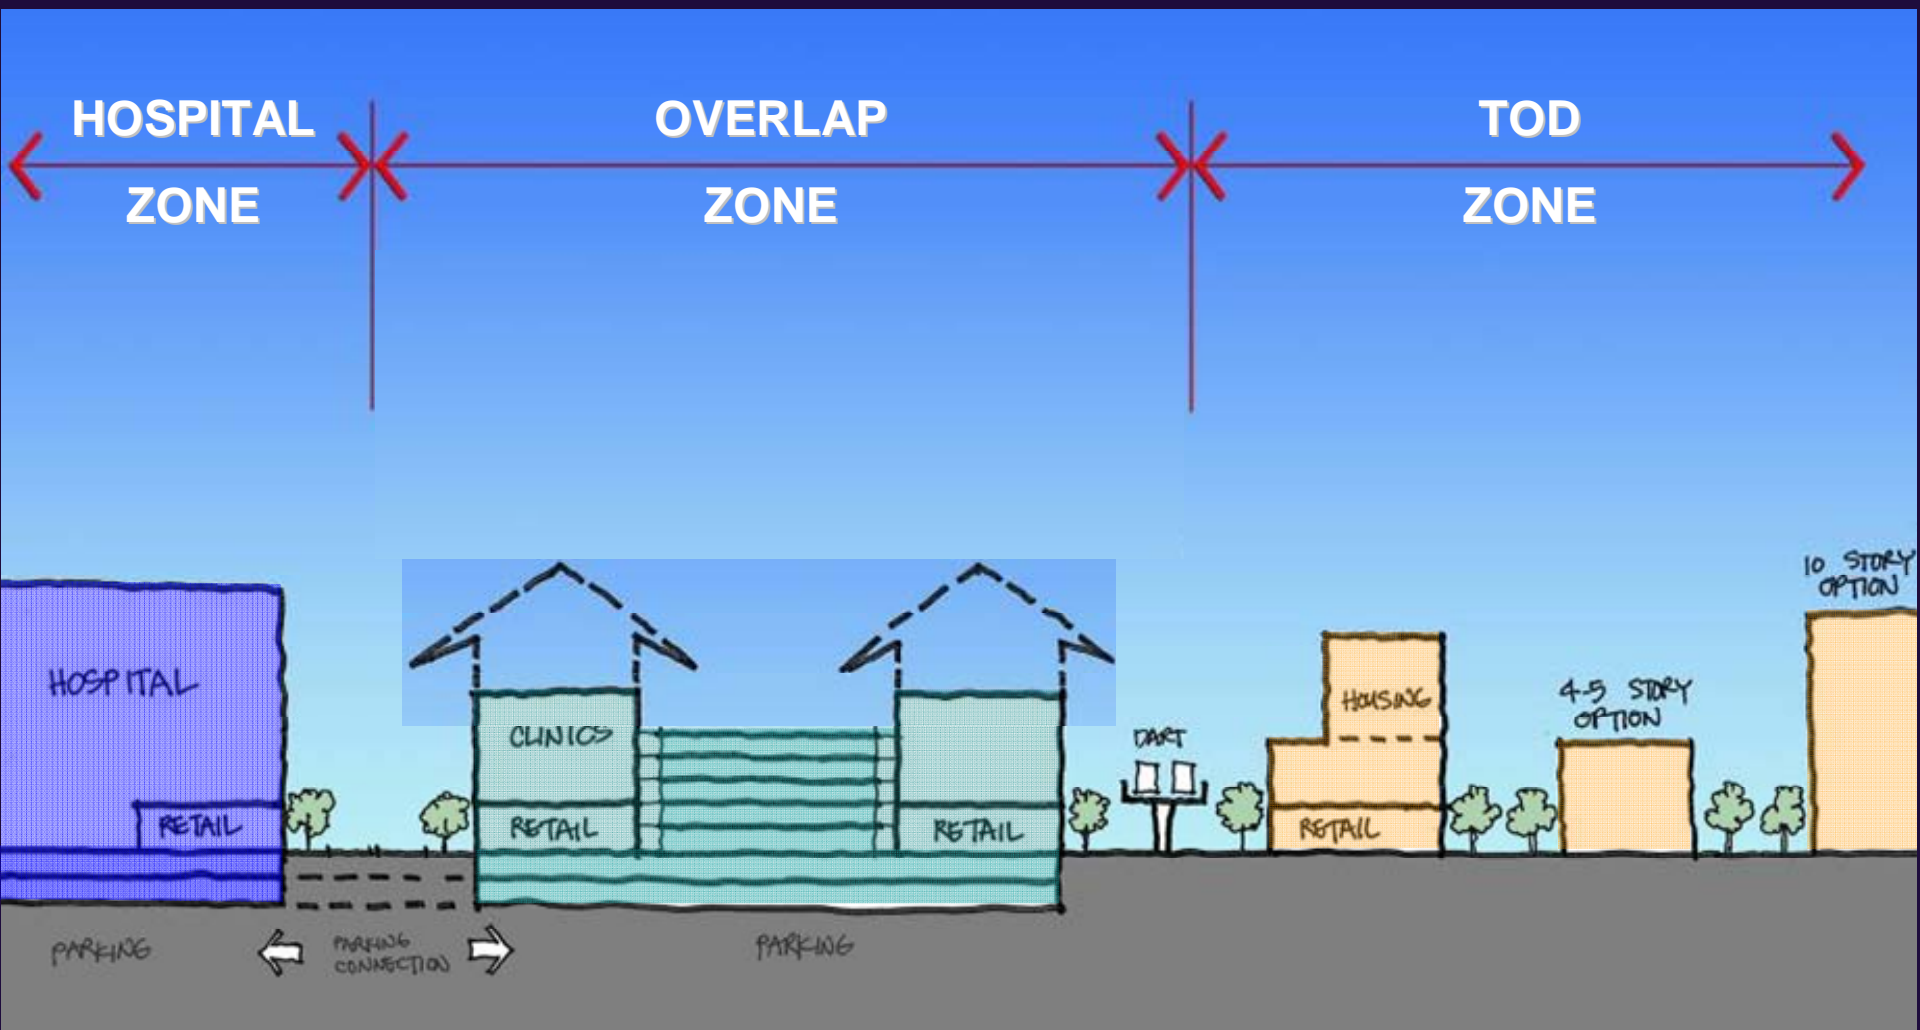 HOSPITAL
ZONE
OVERLAP
ZONE
TOD
ZONE
HOSPITAL
RETAIL
CLINICS
RETAIL
RETAIL
DART
HOUSING
RETAIL
4-5 STORY
OPTION
10 STORY
OPTION
PARKING
PARKING
CONNECTION
PARKING